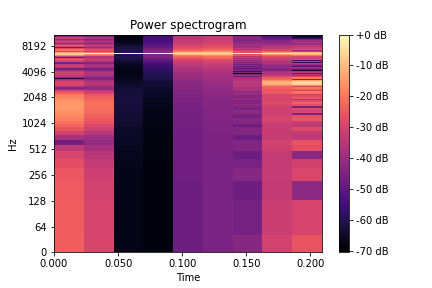 Power spectrogram
8192
4096
2048
1024
512
256
128
64
0
Hz
0.000 0.050 0.100 0.150 0.200
Time
+0 dB
-10 dB
-20 dB
-30 dB
-40 dB
-50 dB
-60 dB
-70 dB